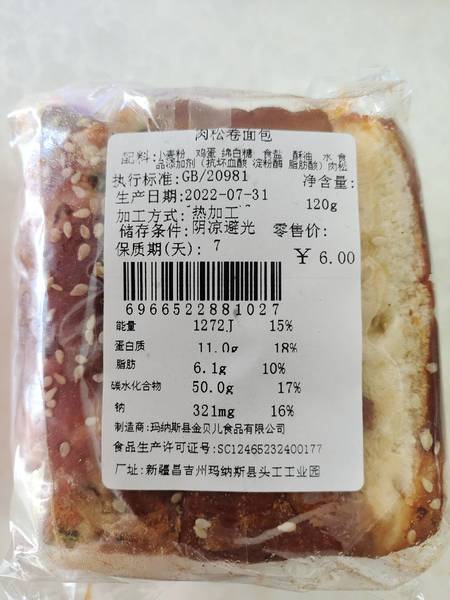 肉松卷面包
配料:小麦粉 鸡蛋 绵白糖 食盐 酥油 水 食
品添加剂(抗坏血酸 淀粉酶 脂肪酸)肉松
执行标准:GB/20981 净含量:
生产日期:2022-07-31 120g
加工方式:热加工
储存条件:阴凉避光 零售价:
保质期(天): 7 ¥ 6.00
6966522881027
能量 1272J 15%
蛋白质 11.0g 18%
脂肪 6.1g 10%
碳水化合物 50.0g 17%
钠 321mg 16%
制造商:玛纳斯县金贝儿食品有限公司
食品生产许可证号:SC12465232400177
厂址:新疆昌吉州玛纳斯县头工工业园